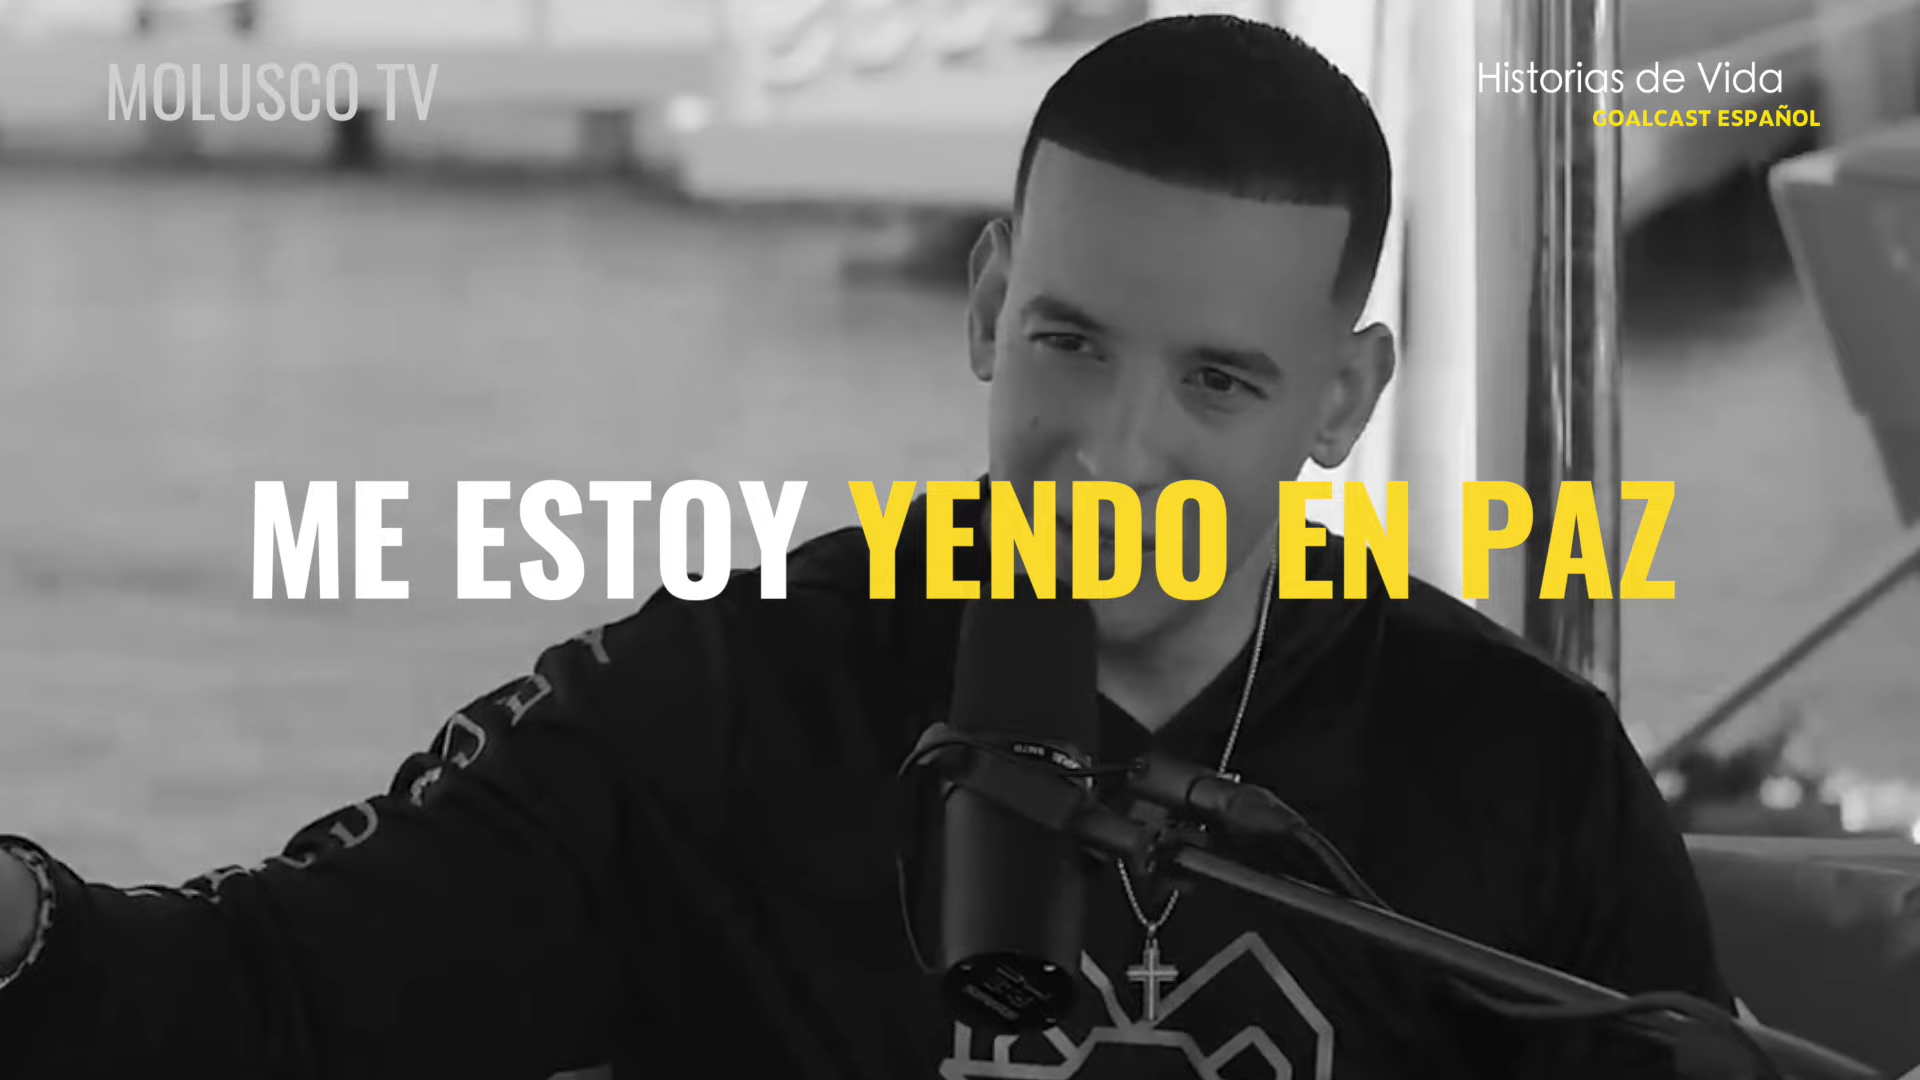 MOLUSCO TV
Historias de Vida
GOALCAST ESPAÑOL
ME ESTOY YENDO EN PAZ